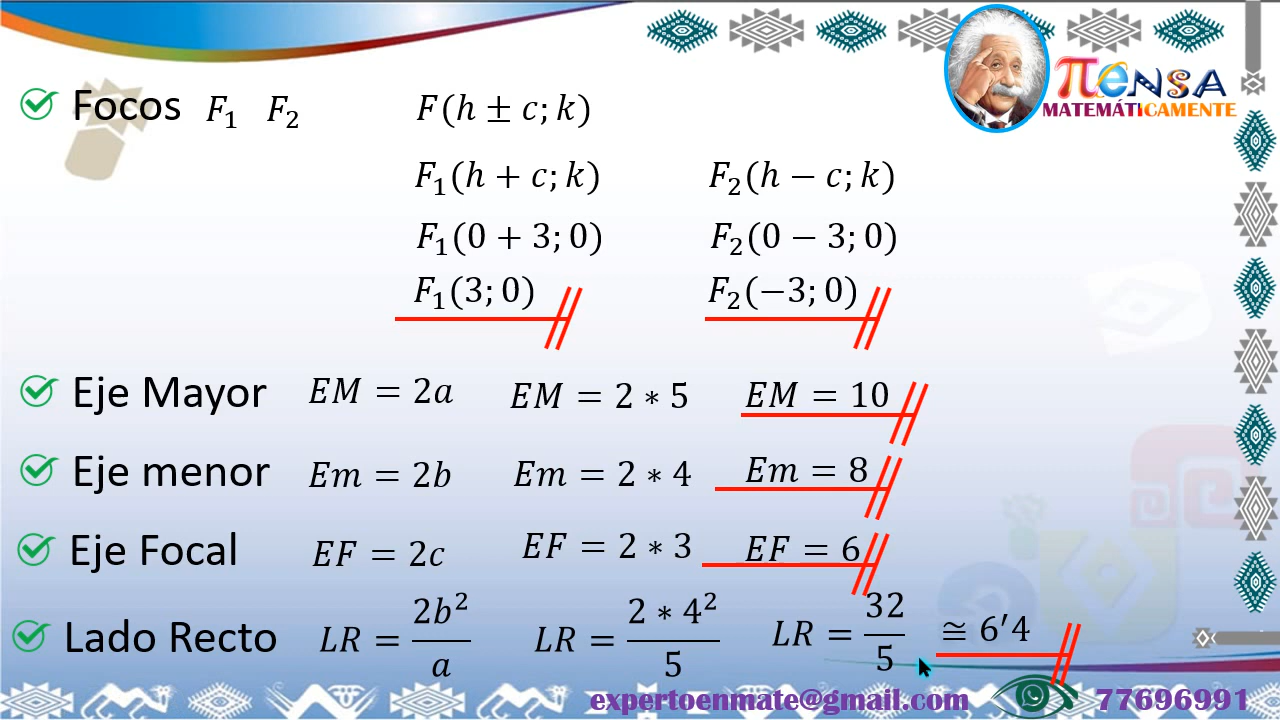 πENSA
MATEMÁTICAMENTE
Focos F₁ F₂ F(h ± c; k)
F₁(h + c; k) F₂(h − c; k)
F₁(0 + 3; 0) F₂(0 − 3; 0)
F₁(3; 0) F₂(−3; 0)
Eje Mayor EM = 2a EM = 2 ∗ 5 EM = 10
Eje menor Em = 2b Em = 2 ∗ 4 Em = 8
Eje Focal EF = 2c EF = 2 ∗ 3 EF = 6
Lado Recto LR = 2b²/a LR = 2 ∗ 4²/5 LR = 32/5 ≅ 6′4
expertoenmate@gmail.com 77696991